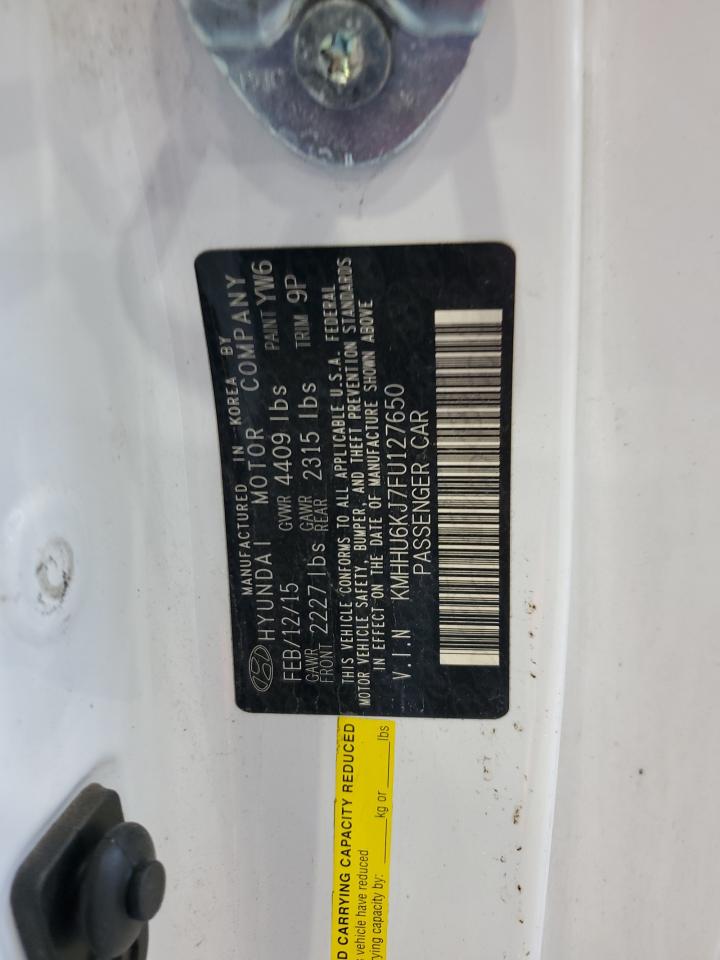 MANUFACTURED IN KOREA BY
HYUNDAI MOTOR COMPANY
FEB/12/15 GVWR 4409 lbs PAINT YW6
GAWR FRONT 2227 lbs GAWR REAR 2315 lbs TRIM 9P
THIS VEHICLE CONFORMS TO ALL APPLICABLE U.S.A. FEDERAL
MOTOR VEHICLE SAFETY, BUMPER, AND THEFT PREVENTION STANDARDS
IN EFFECT ON THE DATE OF MANUFACTURE SHOWN ABOVE
V.I.N KMHHU6KJ7FU127650
PASSENGER CAR
D CARRYING CAPACITY REDUCED
vehicle have reduced
rying capacity by: ____kg or ____lbs